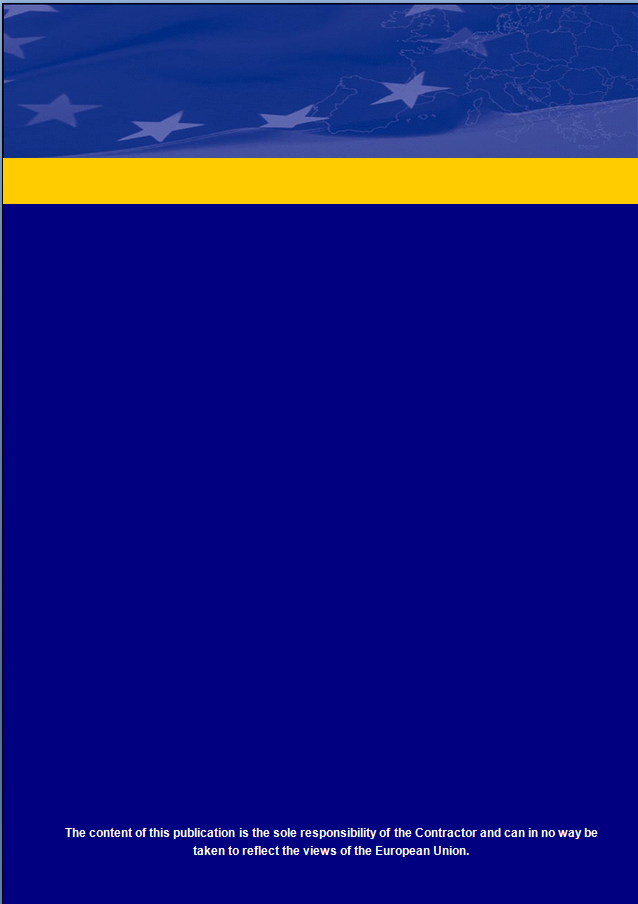 The content of this publication is the sole responsibility of the Contractor and can in no way be
taken to reflect the views of the European Union.